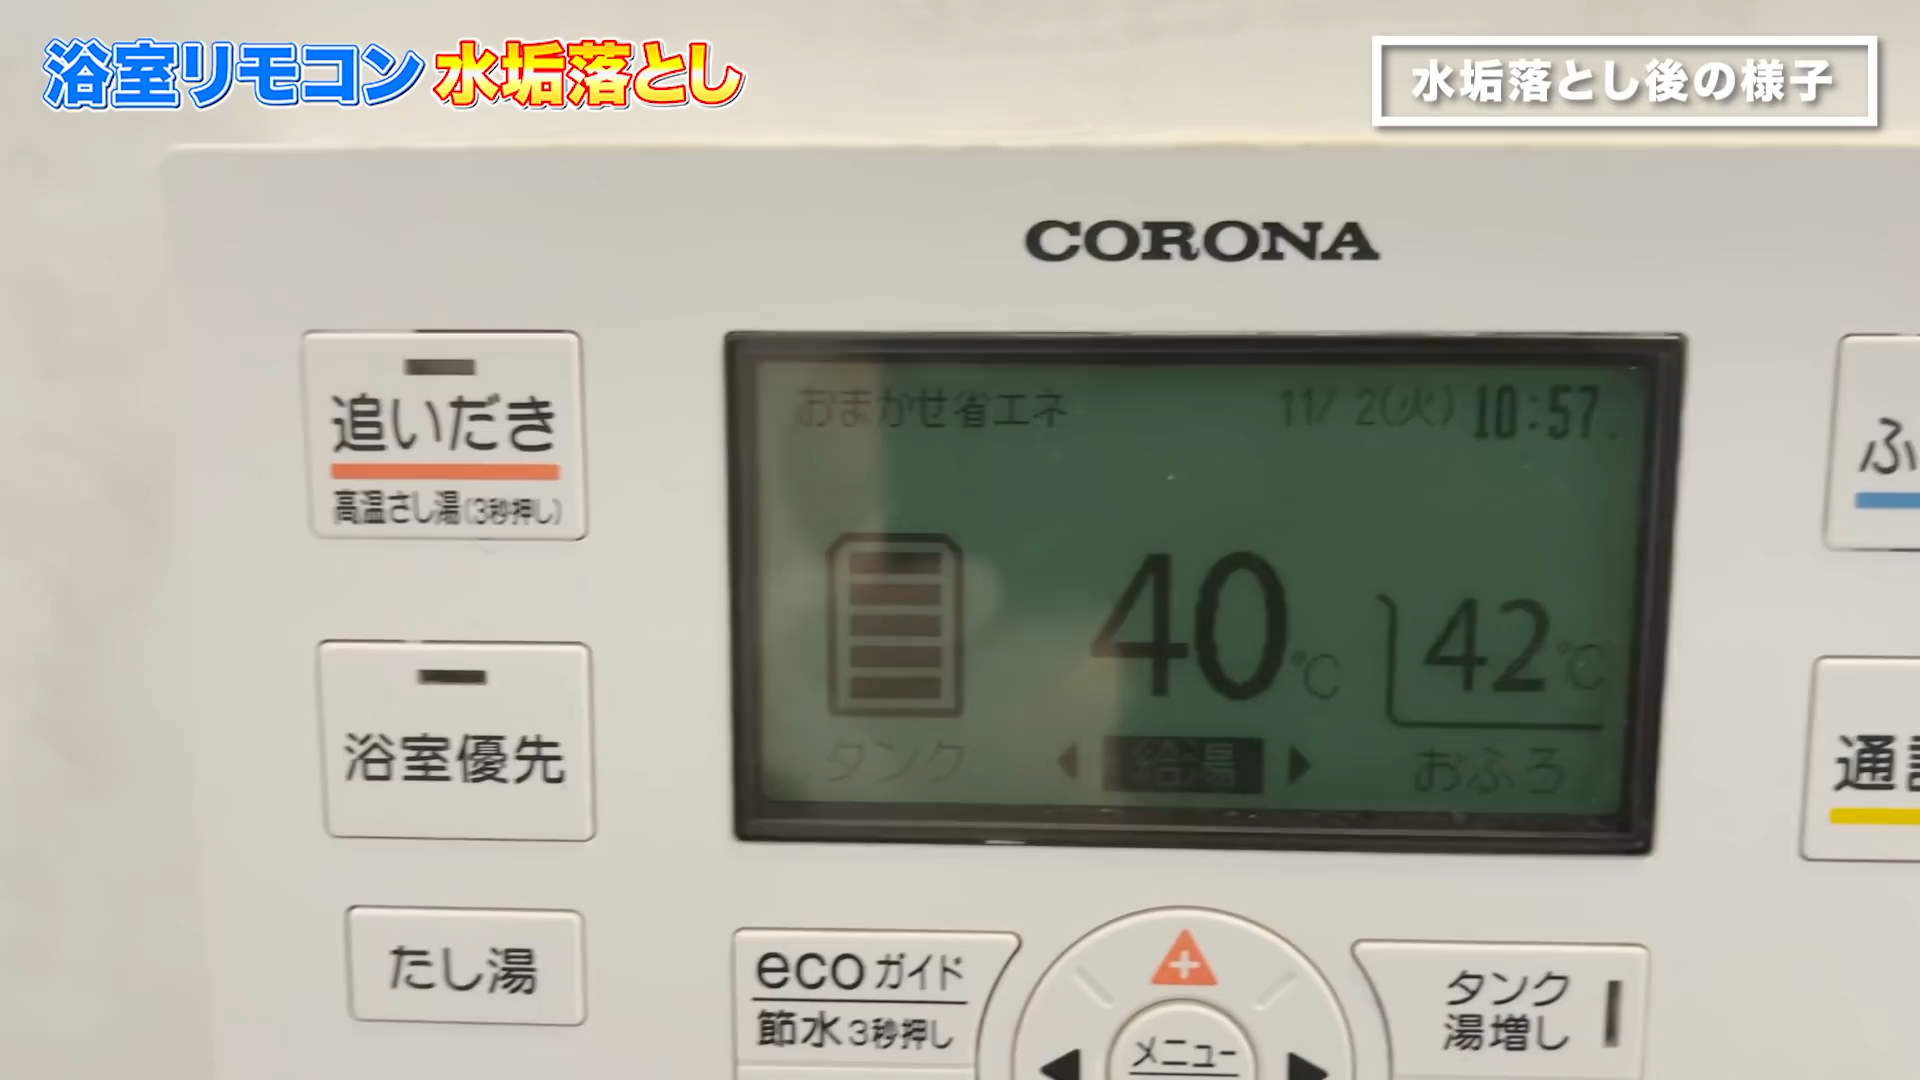 浴室リモコン 水垢落とし
水垢落とし後の様子
CORONA
追いだき
高温さし湯(3秒押し)
おまかせ省エネ 11/ 2(火) 10:57
40℃ 42℃
タンク 給湯 おふろ
浴室優先
たし湯
ecoガイド
節水3秒押し
メニュー
タンク
湯増し
ふ
通